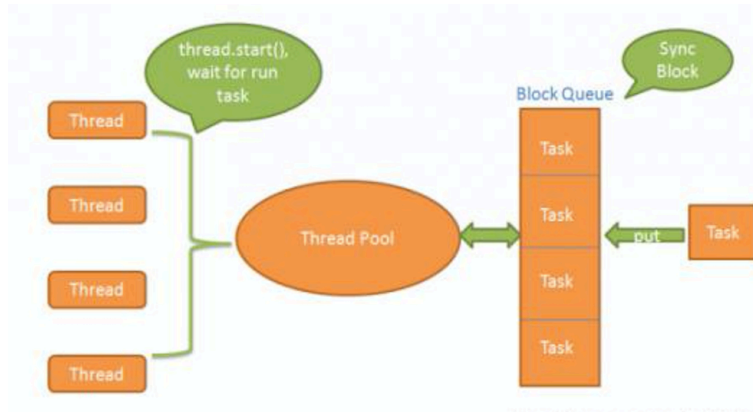 thread.start(),
wait for run
task
Sync
Block
Block Queue
Thread
Thread
Thread
Thread
Thread Pool
Task
Task
Task
Task
put
Task